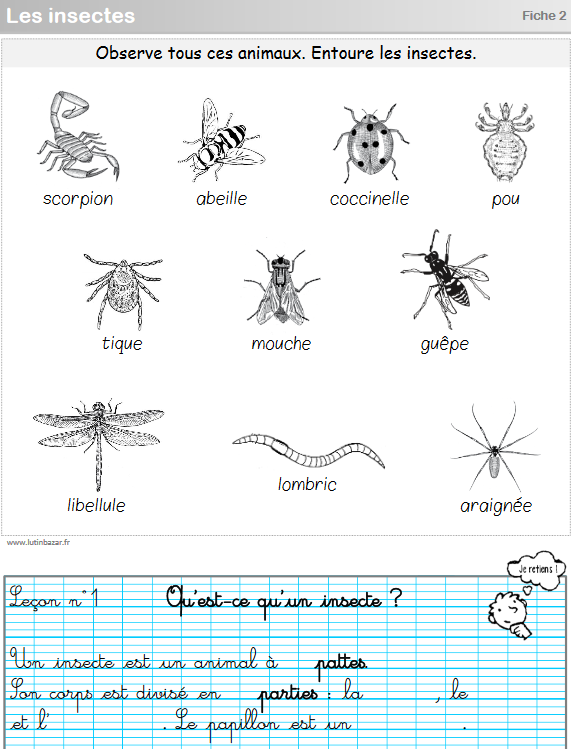 Les insectes Fiche 2
Observe tous ces animaux. Entoure les insectes.
scorpion abeille coccinelle pou
tique mouche guêpe
libellule lombric araignée
www.lutinbazar.fr
Je retiens !
Leçon n°1 Qu'est-ce qu'un insecte ?
Un insecte est un animal à pattes.
Son corps est divisé en parties : la , le
et l' . Le papillon est un .